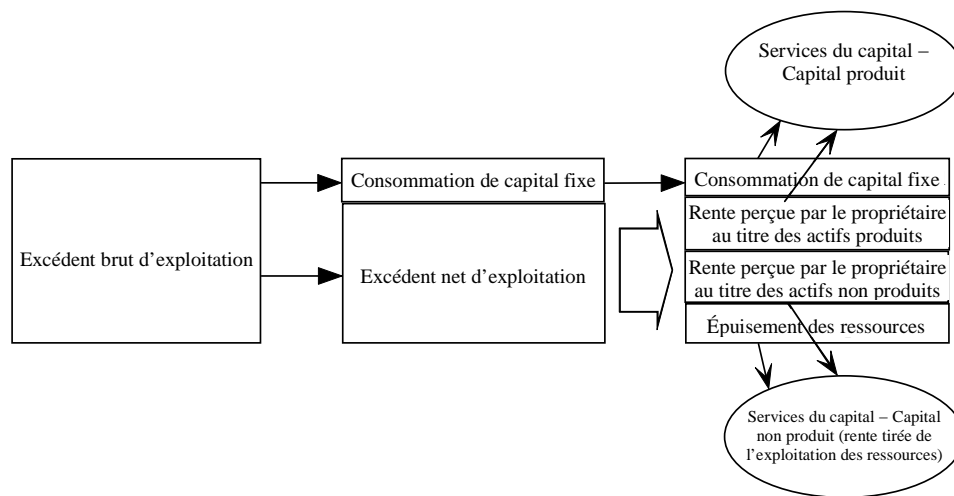 Services du capital –
Capital produit
Consommation de capital fixe
Consommation de capital fixe
Rente perçue par le propriétaire
au titre des actifs produits
Excédent brut d'exploitation
Excédent net d'exploitation
Rente perçue par le propriétaire
au titre des actifs non produits
Épuisement des ressources
Services du capital – Capital
non produit (rente tirée de
l'exploitation des ressources)